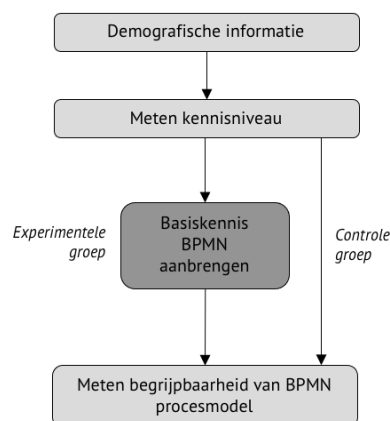 Demografische informatie
Meten kennisniveau
Experimentele
groep
Basiskennis
BPMN
aanbrengen
Controle
groep
Meten begrijpbaarheid van BPMN
procesmodel